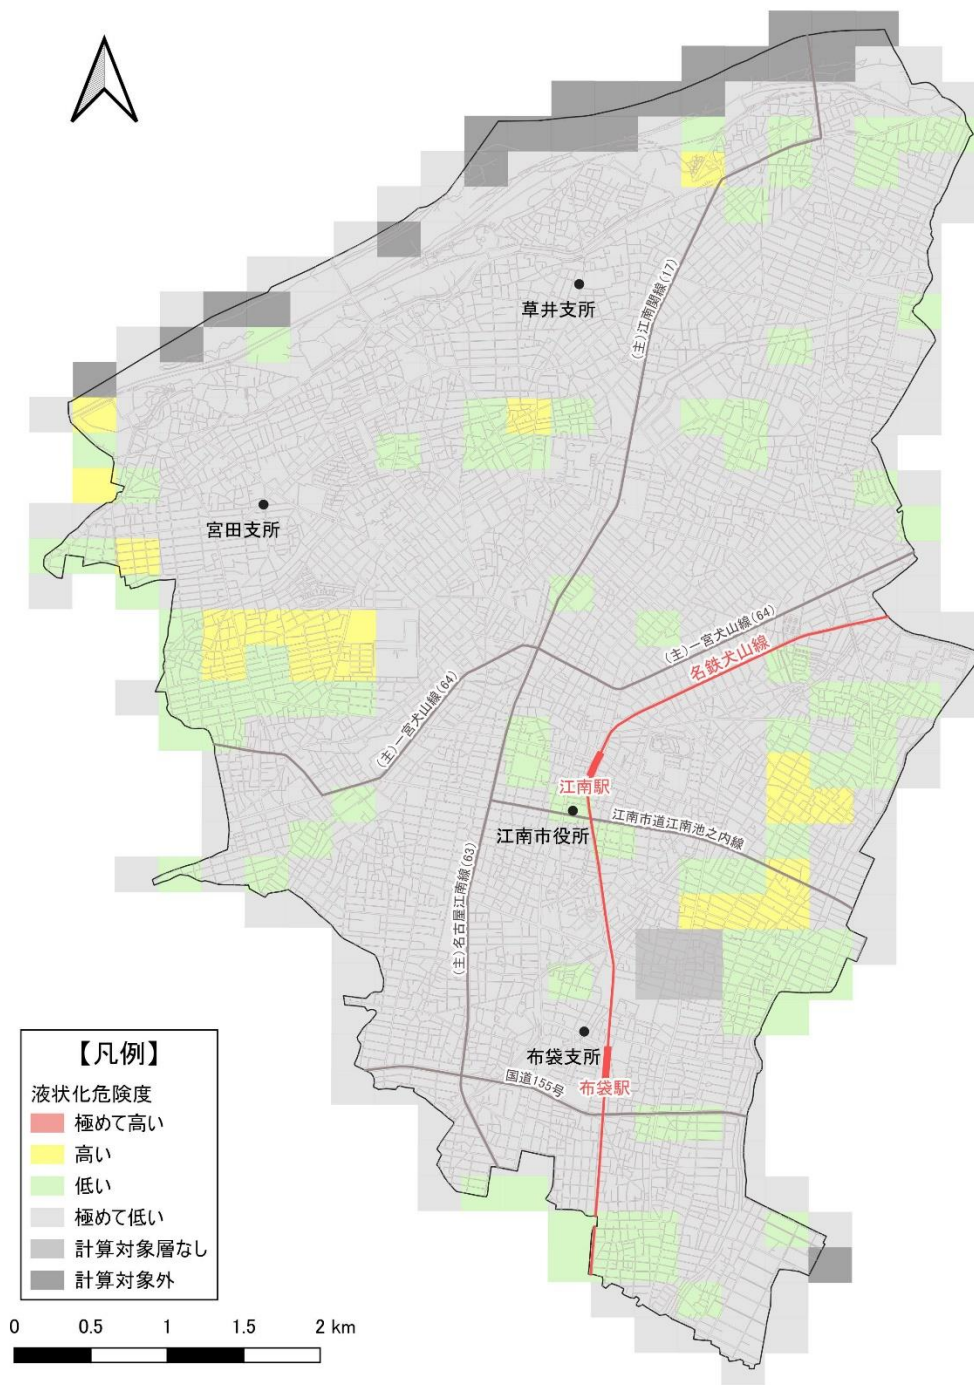 草井支所
(主)江南関線(17)
宮田支所
(主)一宮犬山線(64)
名鉄犬山線
(主)一宮犬山線(64)
江南駅
江南市役所
江南市道江南池之内線
(主)名古屋江南線(63)
布袋支所
国道155号
布袋駅
【凡例】
液状化危険度
極めて高い
高い
低い
極めて低い
計算対象層なし
計算対象外
0 0.5 1 1.5 2 km